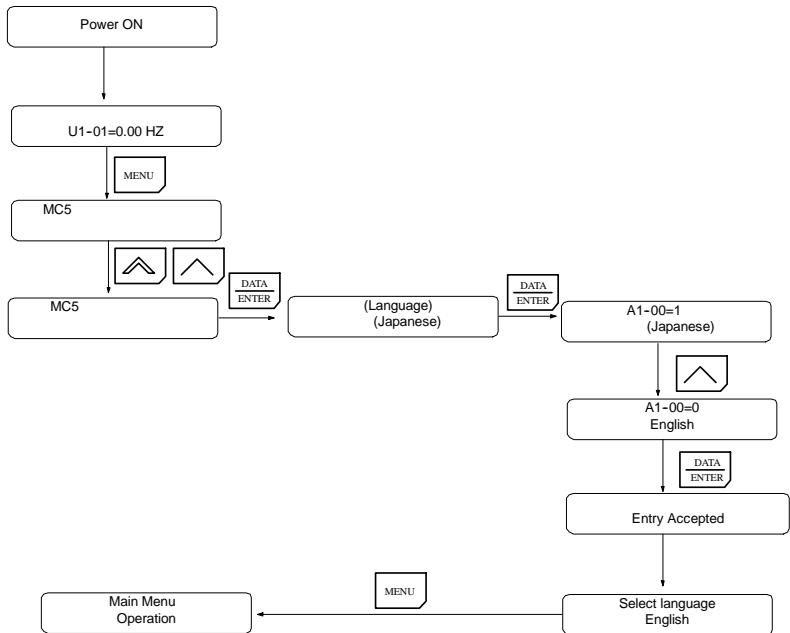 Power ON
U1-01=0.00 HZ
MENU
MC5
DATA
ENTER
MC5
(Language)
(Japanese)
DATA
ENTER
A1-00=1
(Japanese)
A1-00=0
English
DATA
ENTER
Entry Accepted
Select language
English
MENU
Main Menu
Operation